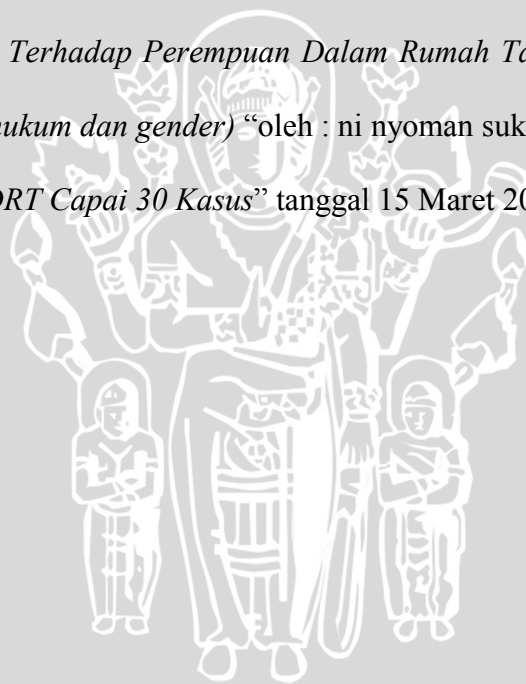 Terhadap Perempuan Dalam Rumah Ta
hukum dan gender) “oleh : ni nyoman suk
DRT Capai 30 Kasus“ tanggal 15 Maret 20